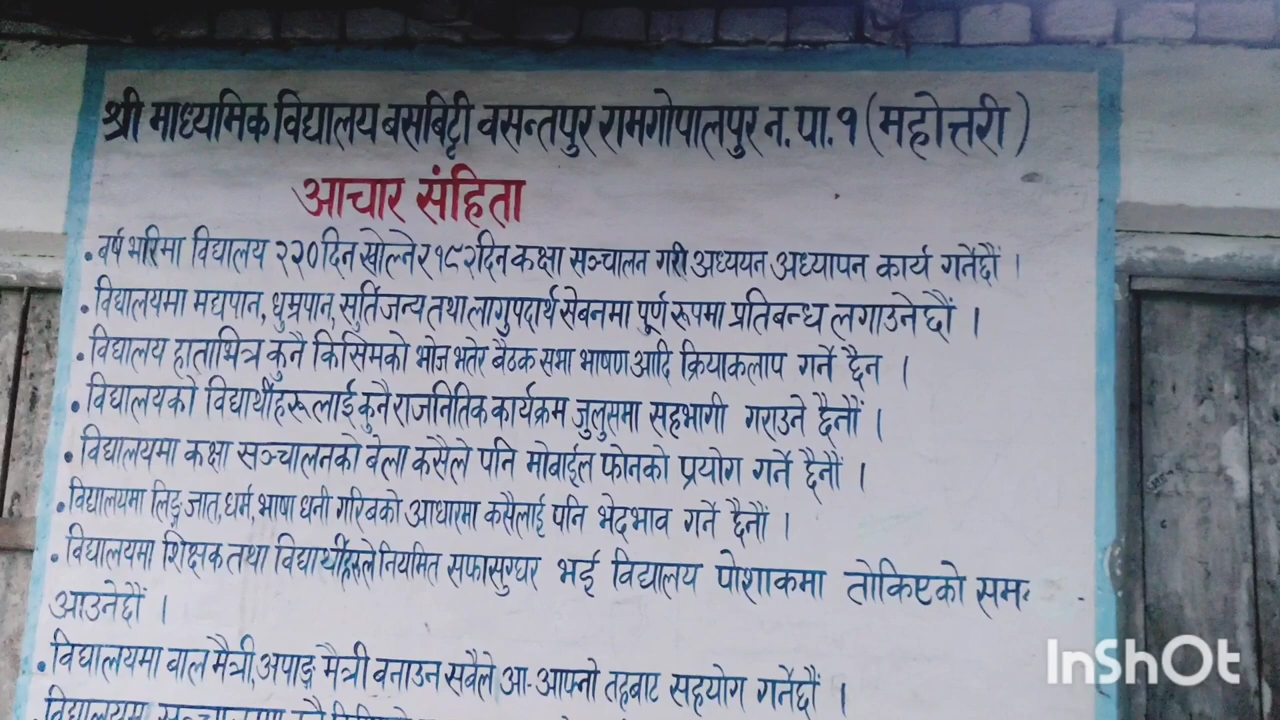 श्री माध्यमिक विद्यालय बसबिट्टी वसन्तपुर रामगोपालपुर न. पा. १ (महोत्तरी)
आचार संहिता
• वर्ष भरिमा विद्यालय २२० दिन खोल्ने र १९२ दिन कक्षा सञ्चालन गरी अध्ययन अध्यापन कार्य गर्नेछौं ।
• विद्यालयमा मद्यपान, धुम्रपान, सुर्तिजन्य तथा लागुपदार्थ सेवनमा पुर्ण रूपमा प्रतिबन्ध लगाउनेछौं ।
• विद्यालय हाताभित्र कुनै किसिमको भोज भतेर बैठक सभा भाषण आदि क्रियाकलाप गर्ने छैन ।
• विद्यालयको विद्यार्थीहरूलाई कुनै राजनितिक कार्यक्रम जुलुसमा सहभागी गराउने छैनौं ।
• विद्यालयमा कक्षा सञ्चालनको बेला कसैले पनि मोबाईल फोनको प्रयोग गर्ने छैनौं ।
• विद्यालयमा लिङ्ग, जात, धर्म, भाषा धनी गरिबको आधारमा कसैलाई पनि भेदभाव गर्ने छैनौं ।
• विद्यालयमा शिक्षक तथा विद्यार्थीहरुले नियमित सफासुग्घर भई विद्यालय पोशाकमा तोकिएको सम-
आउनेछौं ।
• विद्यालयमा बाल मैत्री, अपाङ्ग मैत्री बनाउन सबैले आ-आफ्नो तहबाट सहयोग गर्नेछौं ।
InShOt